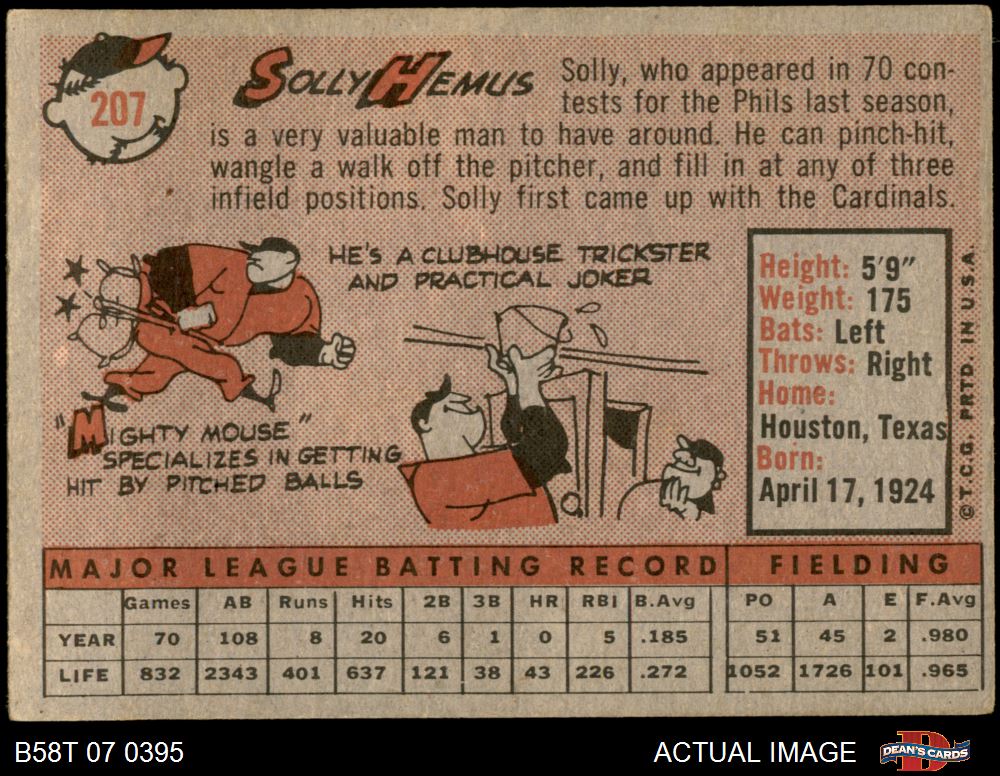 207
SOLLY HEMUS
Solly, who appeared in 70 con-
tests for the Phils last season,
is a very valuable man to have around. He can pinch-hit,
wangle a walk off the pitcher, and fill in at any of three
infield positions. Solly first came up with the Cardinals.
HE'S A CLUBHOUSE TRICKSTER
AND PRACTICAL JOKER
"MIGHTY MOUSE"
SPECIALIZES IN GETTING
HIT BY PITCHED BALLS
Height: 5'9"
Weight: 175
Bats: Left
Throws: Right
Home:
Houston, Texas
Born:
April 17, 1924
© T.C.G. PRTD. IN U.S.A.
MAJOR LEAGUE BATTING RECORD FIELDING
Games AB Runs Hits 2B 3B HR RBI B.Avg PO A E F.Avg
YEAR 70 108 8 20 6 1 0 5 .185 51 45 2 .980
LIFE 832 2343 401 637 121 38 43 226 .272 1052 1726 101 .965
B58T 07 0395 ACTUAL IMAGE DEAN'S CARDS